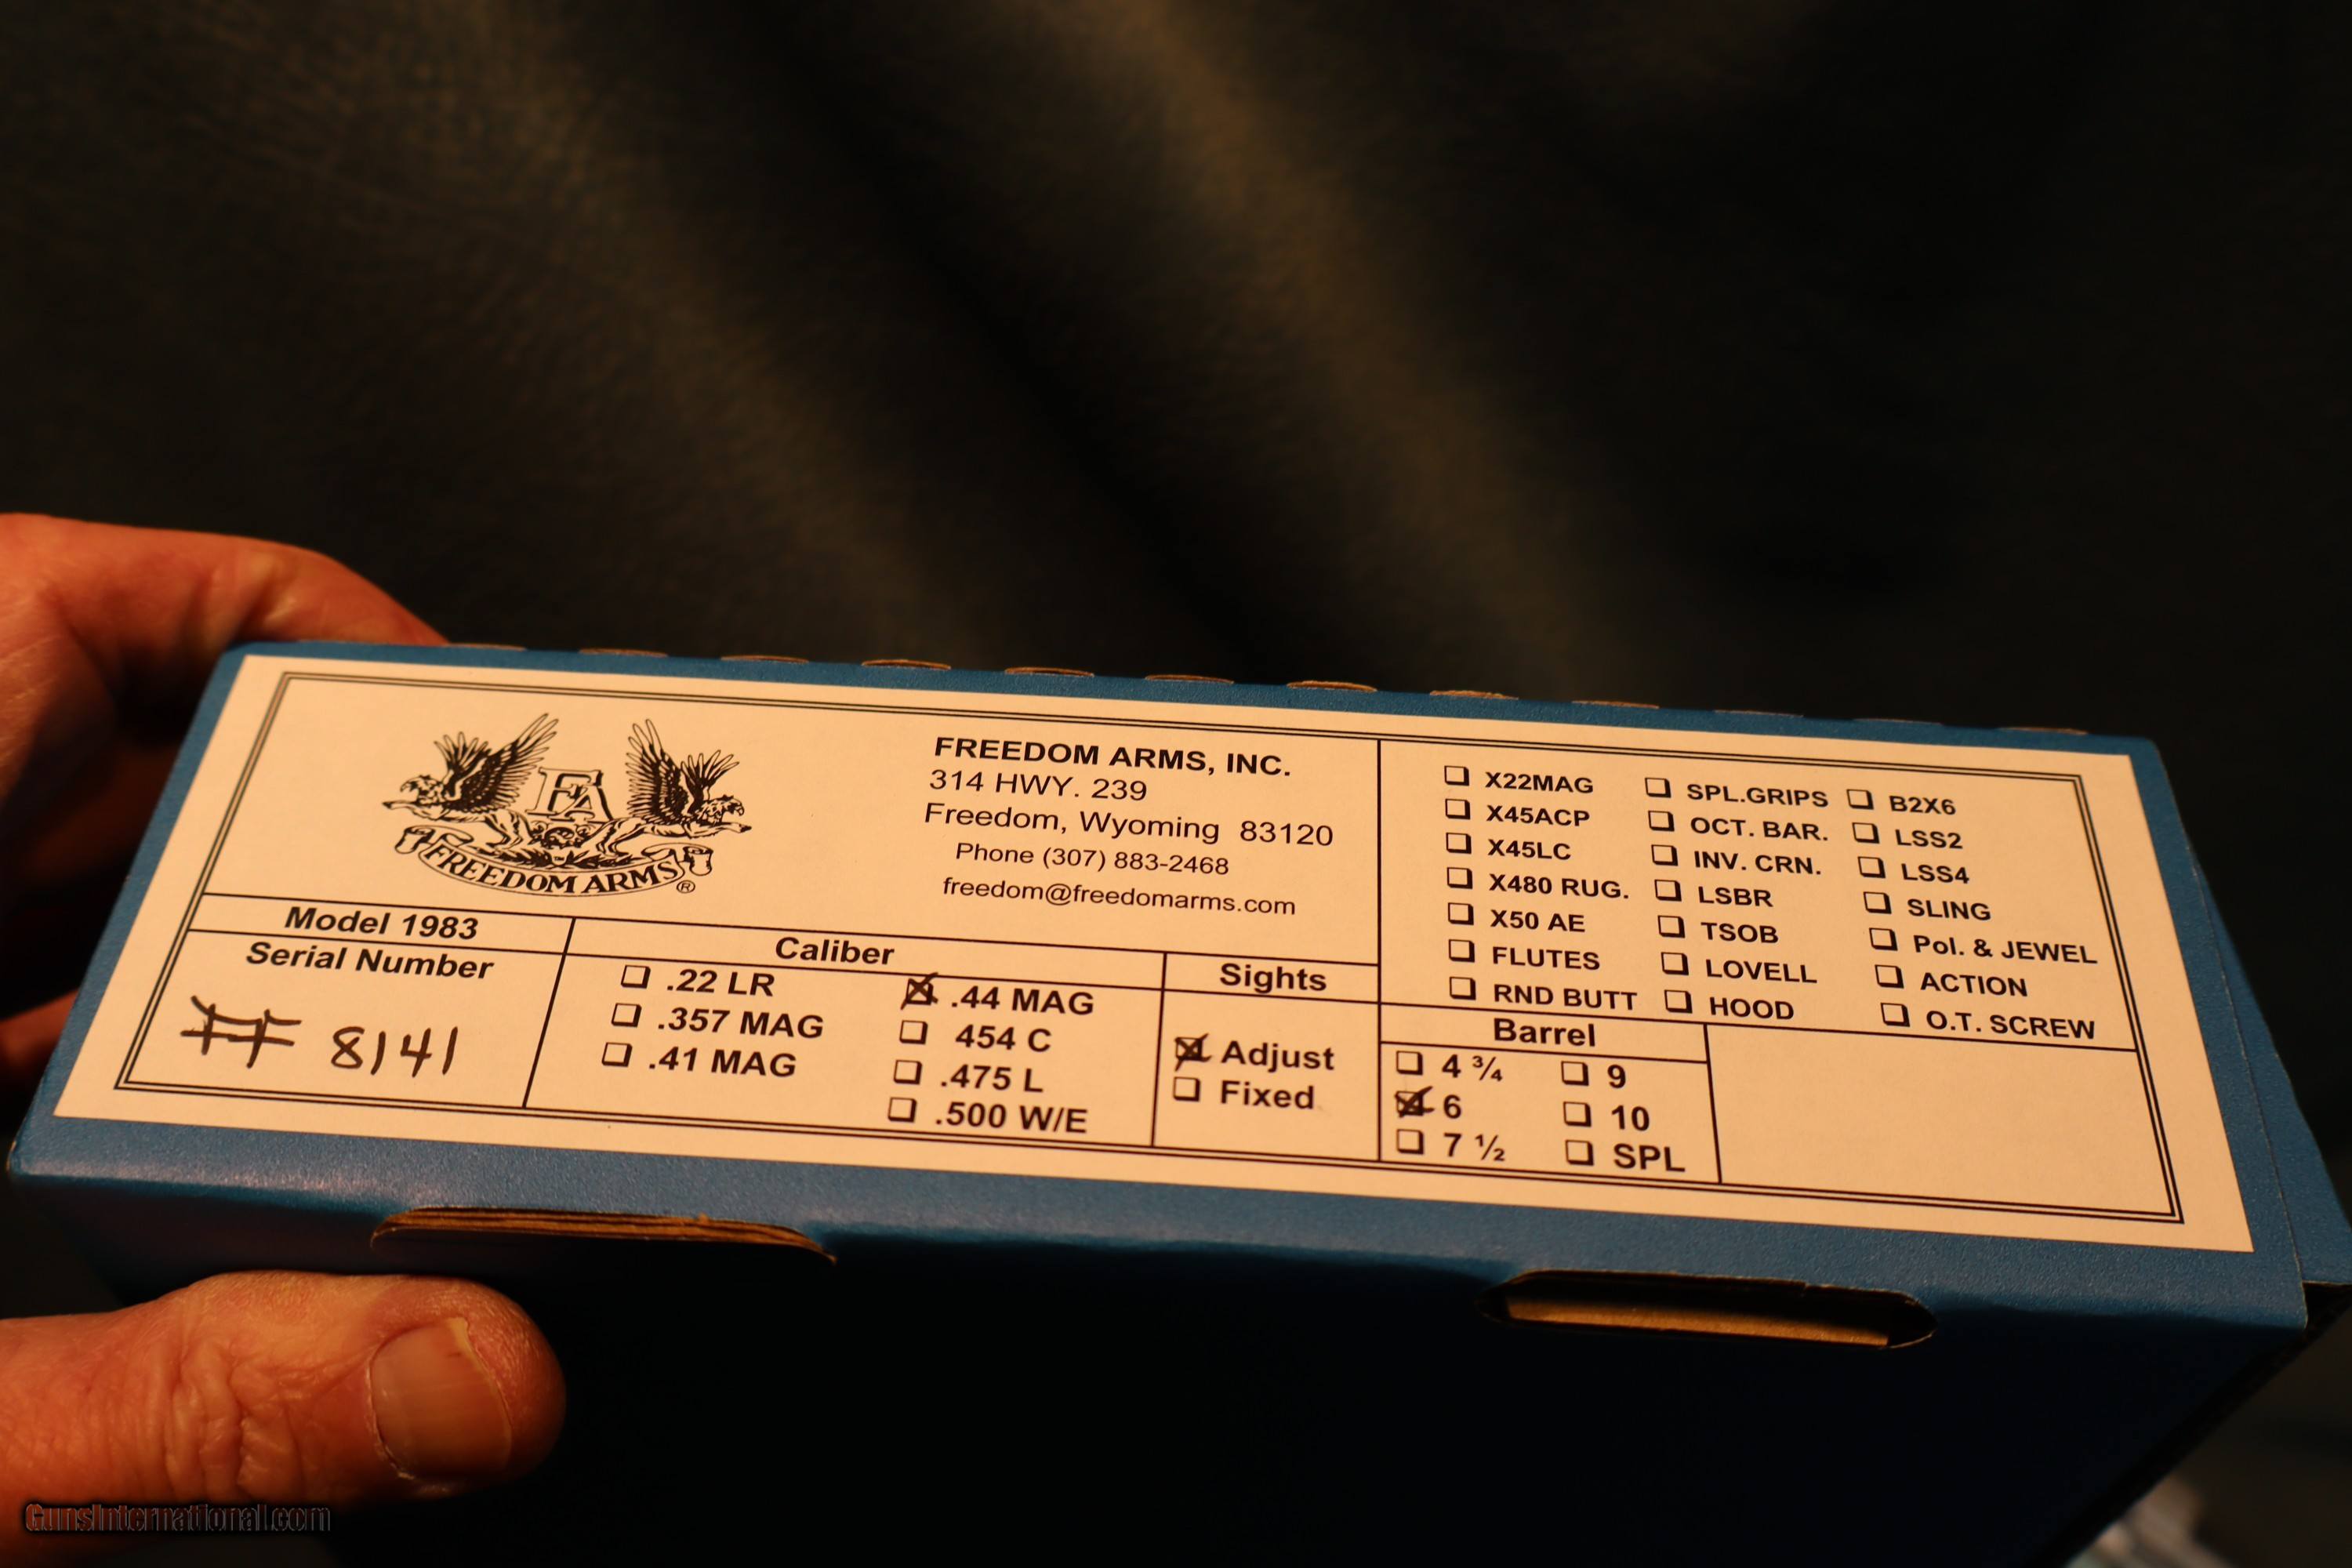 FA
FREEDOM ARMS®
FREEDOM ARMS, INC.
314 HWY. 239
Freedom, Wyoming 83120
Phone (307) 883-2468
freedom@freedomarms.com
☐ X22MAG ☐ SPL.GRIPS ☐ B2X6
☐ X45ACP ☐ OCT. BAR. ☐ LSS2
☐ X45LC ☐ INV. CRN. ☐ LSS4
☐ X480 RUG. ☐ LSBR ☐ SLING
☐ X50 AE ☐ TSOB ☐ Pol. & JEWEL
☐ FLUTES ☐ LOVELL ☐ ACTION
☐ RND BUTT ☐ HOOD ☐ O.T. SCREW
Model 1983
Serial Number
FF 8141
Caliber
☐ .22 LR ☒ .44 MAG
☐ .357 MAG ☐ 454 C
☐ .41 MAG ☐ .475 L
☐ .500 W/E
Sights
☒ Adjust
☐ Fixed
Barrel
☐ 4 ¾ ☐ 9
☒ 6 ☐ 10
☐ 7 ½ ☐ SPL
GunsInternational.com